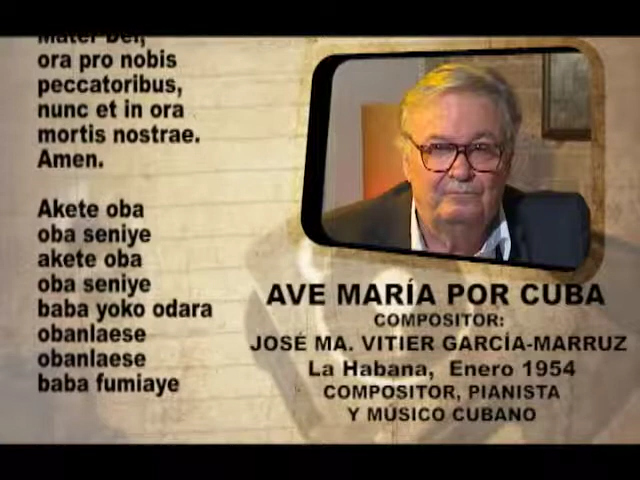 Mater Dei,
ora pro nobis
peccatoribus,
nunc et in ora
mortis nostrae.
Amen.
Akete oba
oba seniye
akete oba
oba seniye
baba yoko odara
obanlaese
obanlaese
baba fumiaye
AVE MARÍA POR CUBA
COMPOSITOR:
JOSÉ MA. VITIER GARCÍA-MARRUZ
La Habana, Enero 1954
COMPOSITOR, PIANISTA
Y MÚSICO CUBANO